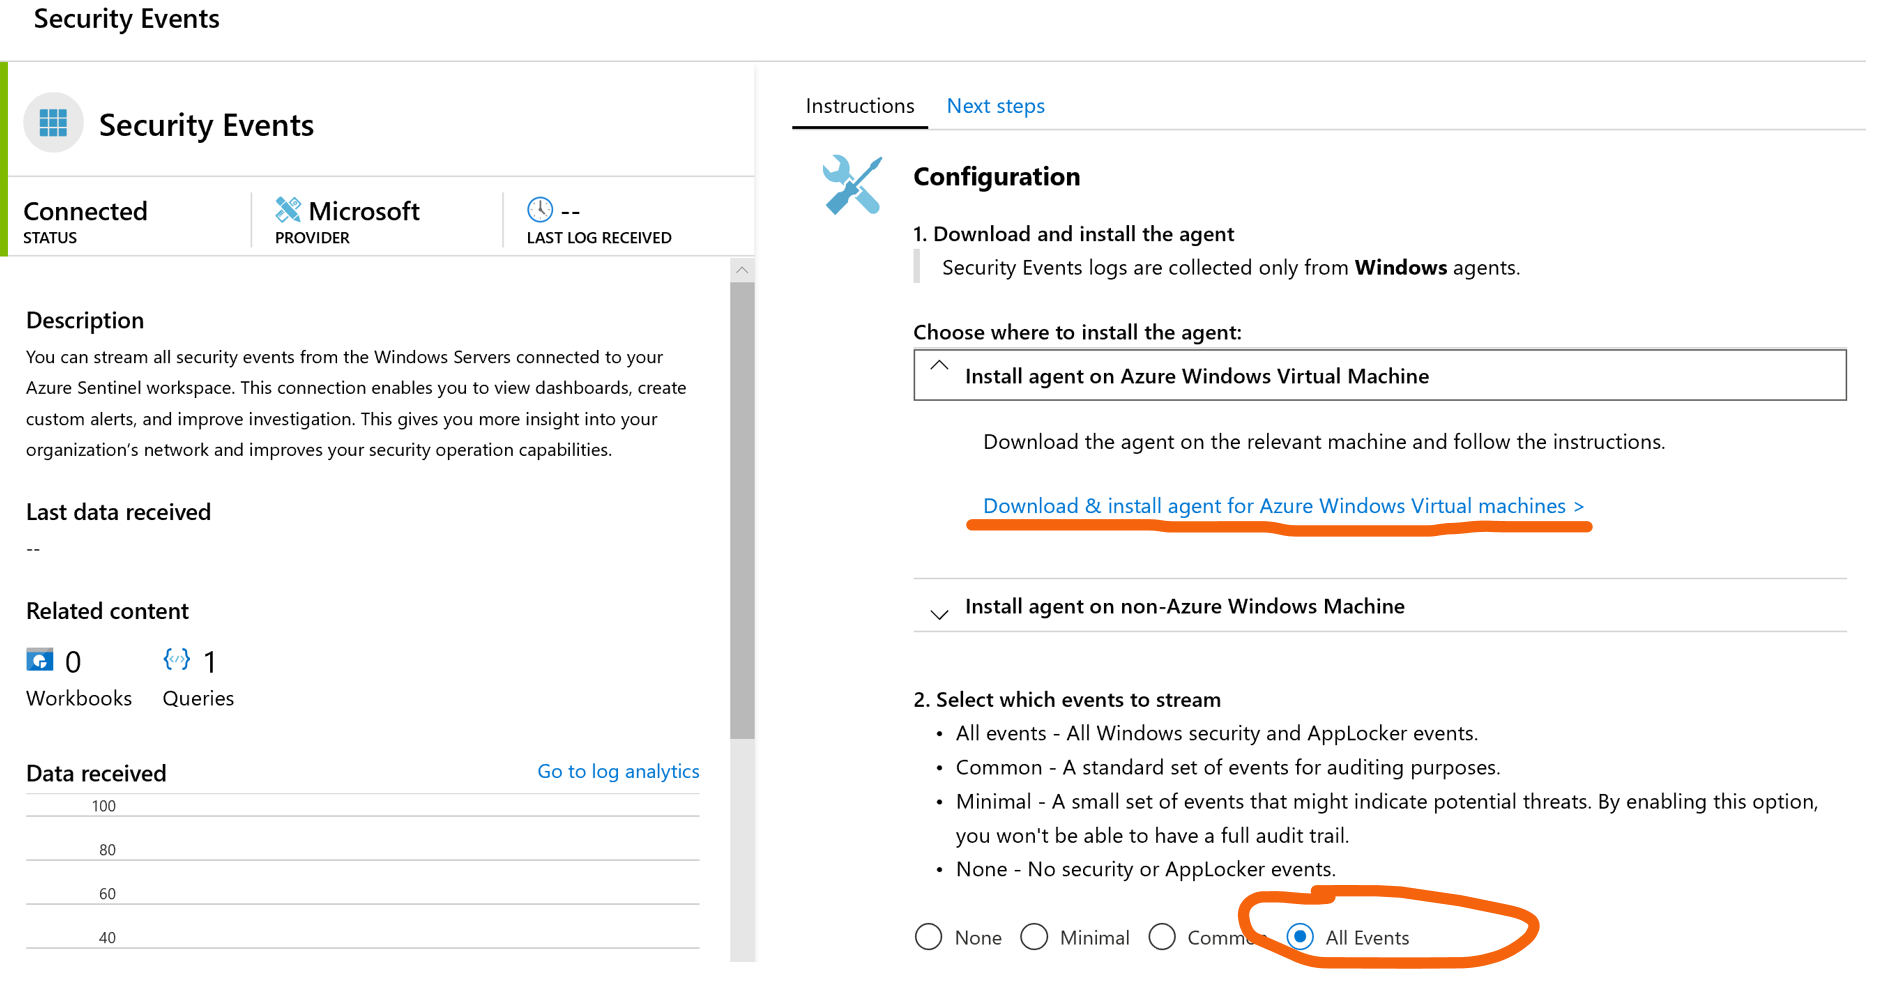 Security Events
Security Events
Connected
STATUS
Microsoft
PROVIDER
--
LAST LOG RECEIVED
Description
You can stream all security events from the Windows Servers connected to your
Azure Sentinel workspace. This connection enables you to view dashboards, create
custom alerts, and improve investigation. This gives you more insight into your
organization’s network and improves your security operation capabilities.
Last data received
--
Related content
0
Workbooks
1
Queries
Data received
Go to log analytics
100
80
60
40
Instructions
Next steps
Configuration
1. Download and install the agent
Security Events logs are collected only from Windows agents.
Choose where to install the agent:
Install agent on Azure Windows Virtual Machine
Download the agent on the relevant machine and follow the instructions.
Download & install agent for Azure Windows Virtual machines >
Install agent on non-Azure Windows Machine
2. Select which events to stream
• All events - All Windows security and AppLocker events.
• Common - A standard set of events for auditing purposes.
• Minimal - A small set of events that might indicate potential threats. By enabling this option,
you won't be able to have a full audit trail.
• None - No security or AppLocker events.
None
Minimal
Common
All Events